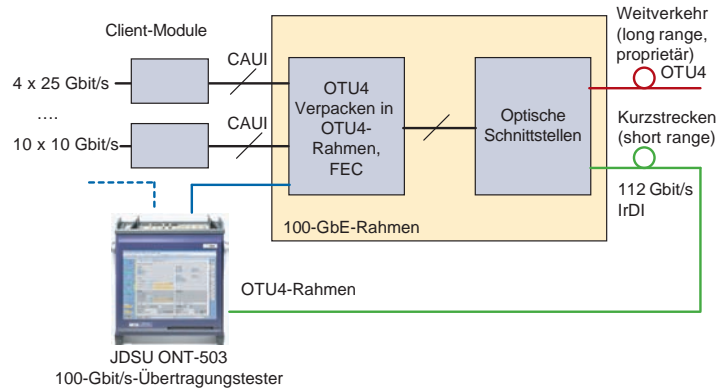 Client-Module
4 x 25 Gbit/s
....
10 x 10 Gbit/s
CAUI
CAUI
OTU4
Verpacken in
OTU4-
Rahmen,
FEC
Optische
Schnittstellen
100-GbE-Rahmen
Weitverkehr
(long range,
proprietär)
OTU4
Kurzstrecken
(short range)
112 Gbit/s
IrDI
OTU4-Rahmen
JDSU ONT-503
100-Gbit/s-Übertragungstester